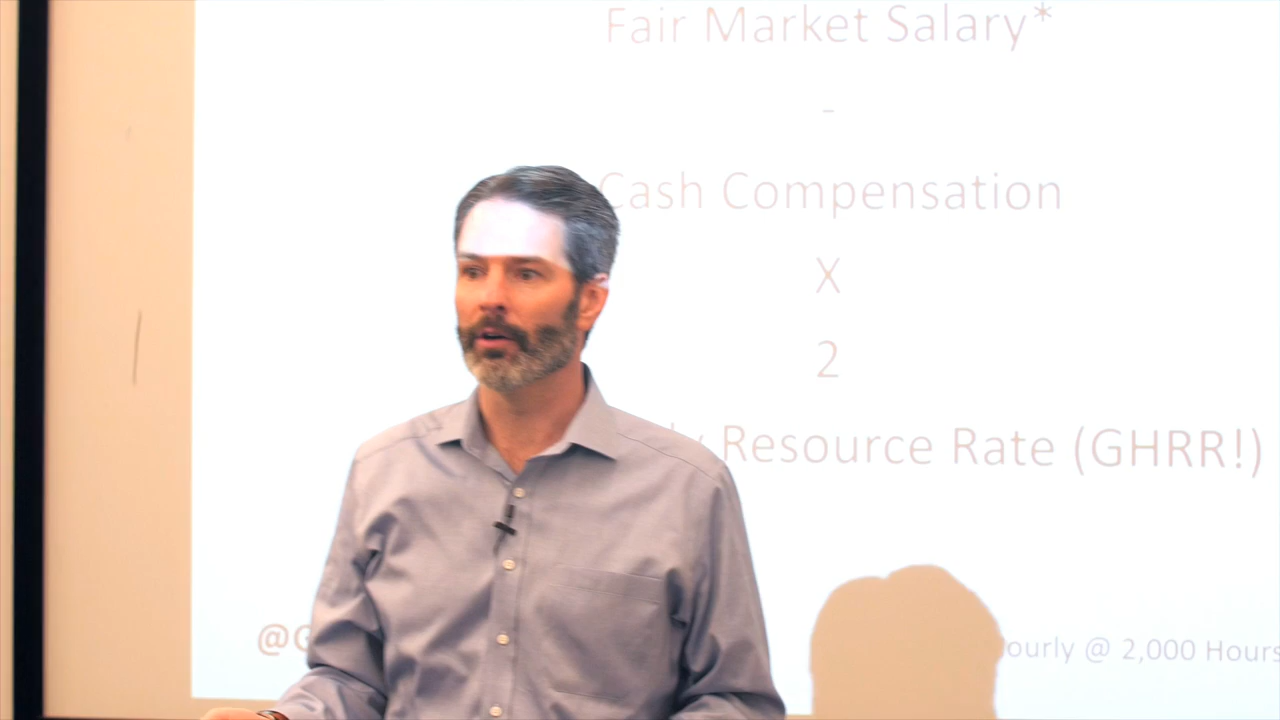 Fair Market Salary*
-
Cash Compensation
X
2
Resource Rate (GHRR!)
@G
ourly @ 2,000 Hours